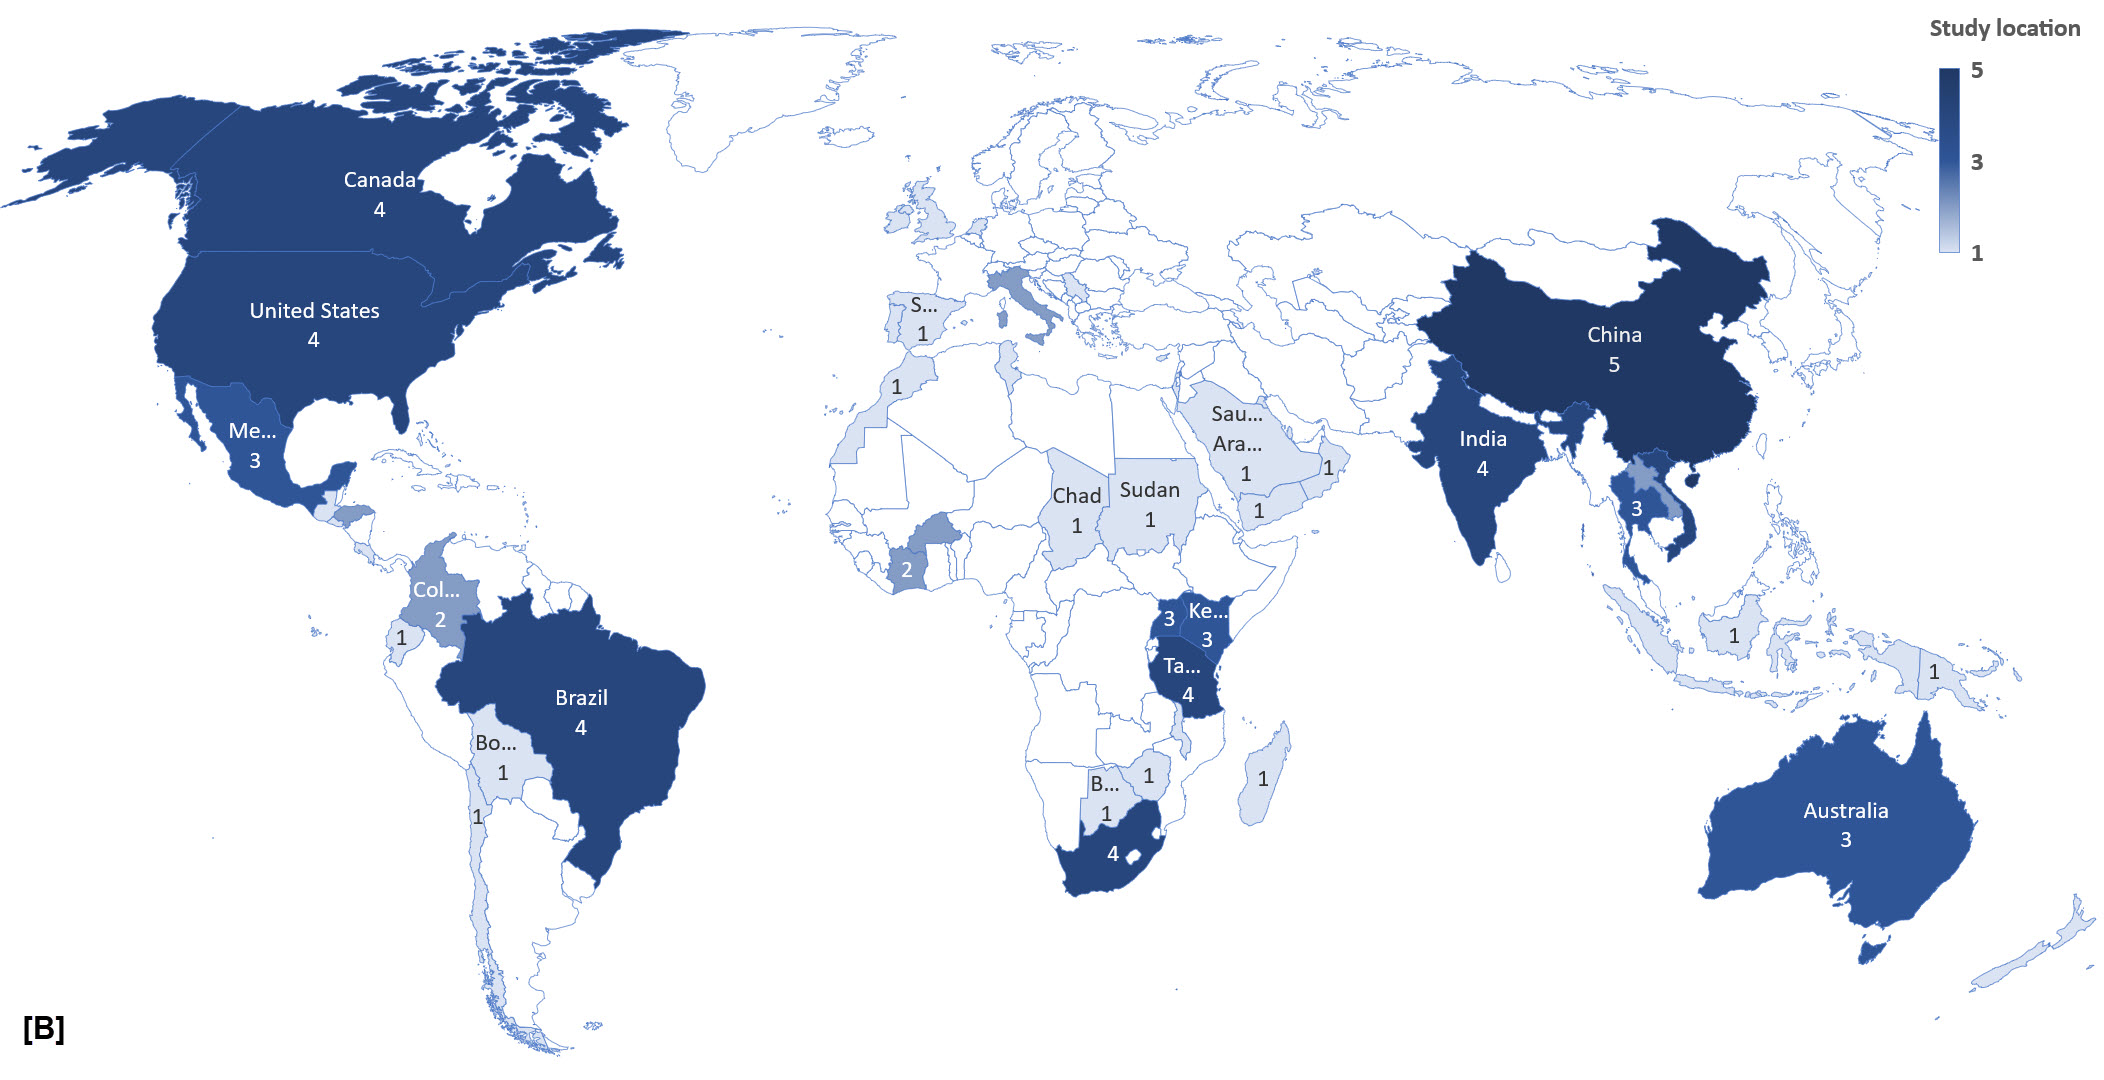 Study location
5
3
1
Canada
4
United States
4
Me...
3
Col...
2
1
Brazil
4
Bo...
1
1
S...
1
1
Chad
1
Sudan
1
Sau...
Ara...
1
1
1
2
3
Ke...
3
Ta...
4
1
B...
1
4
1
China
5
India
4
3
1
1
Australia
3
[B]